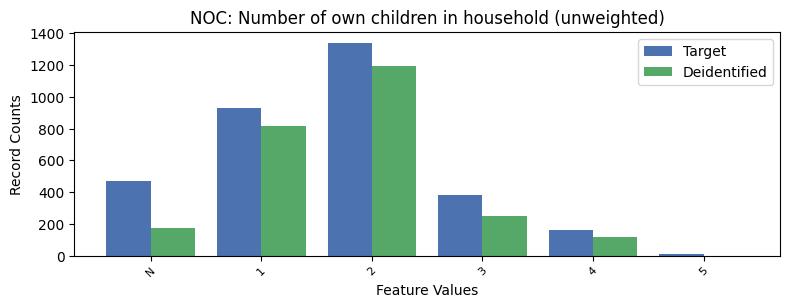 NOC: Number of own children in household (unweighted)
1400
1200
1000
800
600
400
200
0
Record Counts
Target
Deidentified
N 1 2 3 4 5
Feature Values